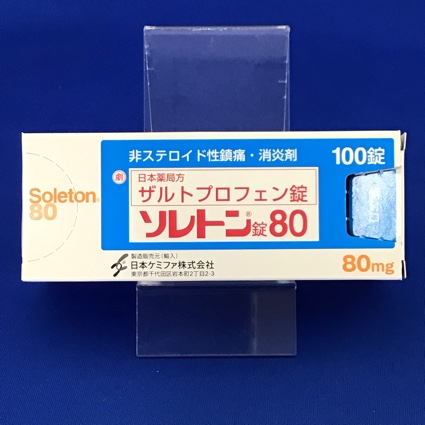 非ステロイド性鎮痛・消炎剤
100錠
劇
日本薬局方
ザルトプロフェン錠
ソレトン®錠80
Soleton®
80
製造販売元(輸入)
日本ケミファ株式会社
東京都千代田区岩本町2丁目2-3
80mg